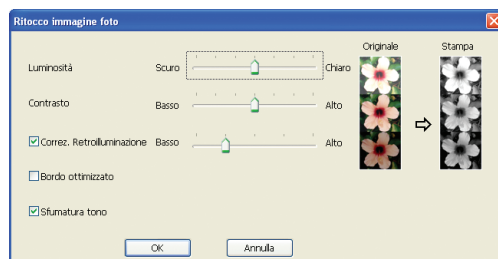 Ritocco immagine foto
Originale Stampa
Luminosità Scuro Chiaro
Contrasto Basso Alto
Correz. Retroilluminazione Basso Alto
Bordo ottimizzato
Sfumatura tono
OK Annulla